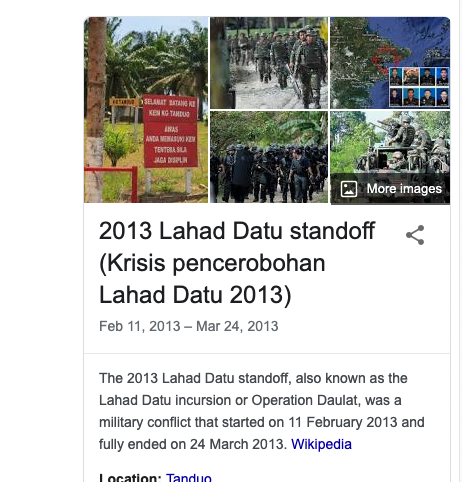 KETARUNG
SELAMAT DATANG KE
KEM KG TANDUO
AWAS
ANDA MEMASUKI KEM
TENTERA.SILA
JAGA DISIPLIN
More images
2013 Lahad Datu standoff
(Krisis pencerobohan
Lahad Datu 2013)
Feb 11, 2013 – Mar 24, 2013
The 2013 Lahad Datu standoff, also known as the
Lahad Datu incursion or Operation Daulat, was a
military conflict that started on 11 February 2013 and
fully ended on 24 March 2013. Wikipedia
Location: Tanduo